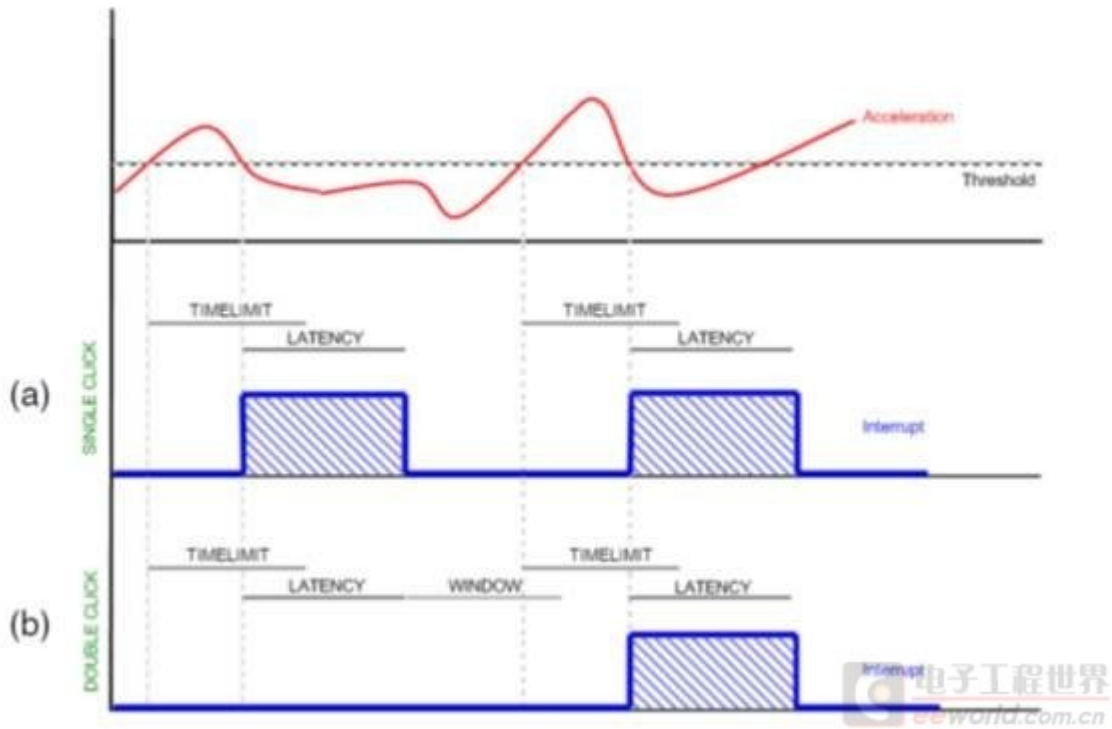 Acceleration
Threshold
TIMELIMIT
TIMELIMIT
LATENCY
LATENCY
(a)
SINGLE CLICK
Interrupt
TIMELIMIT
TIMELIMIT
LATENCY
WINDOW
LATENCY
(b)
DOUBLE CLICK
Interrupt
电子工程世界
eeworld.com.cn